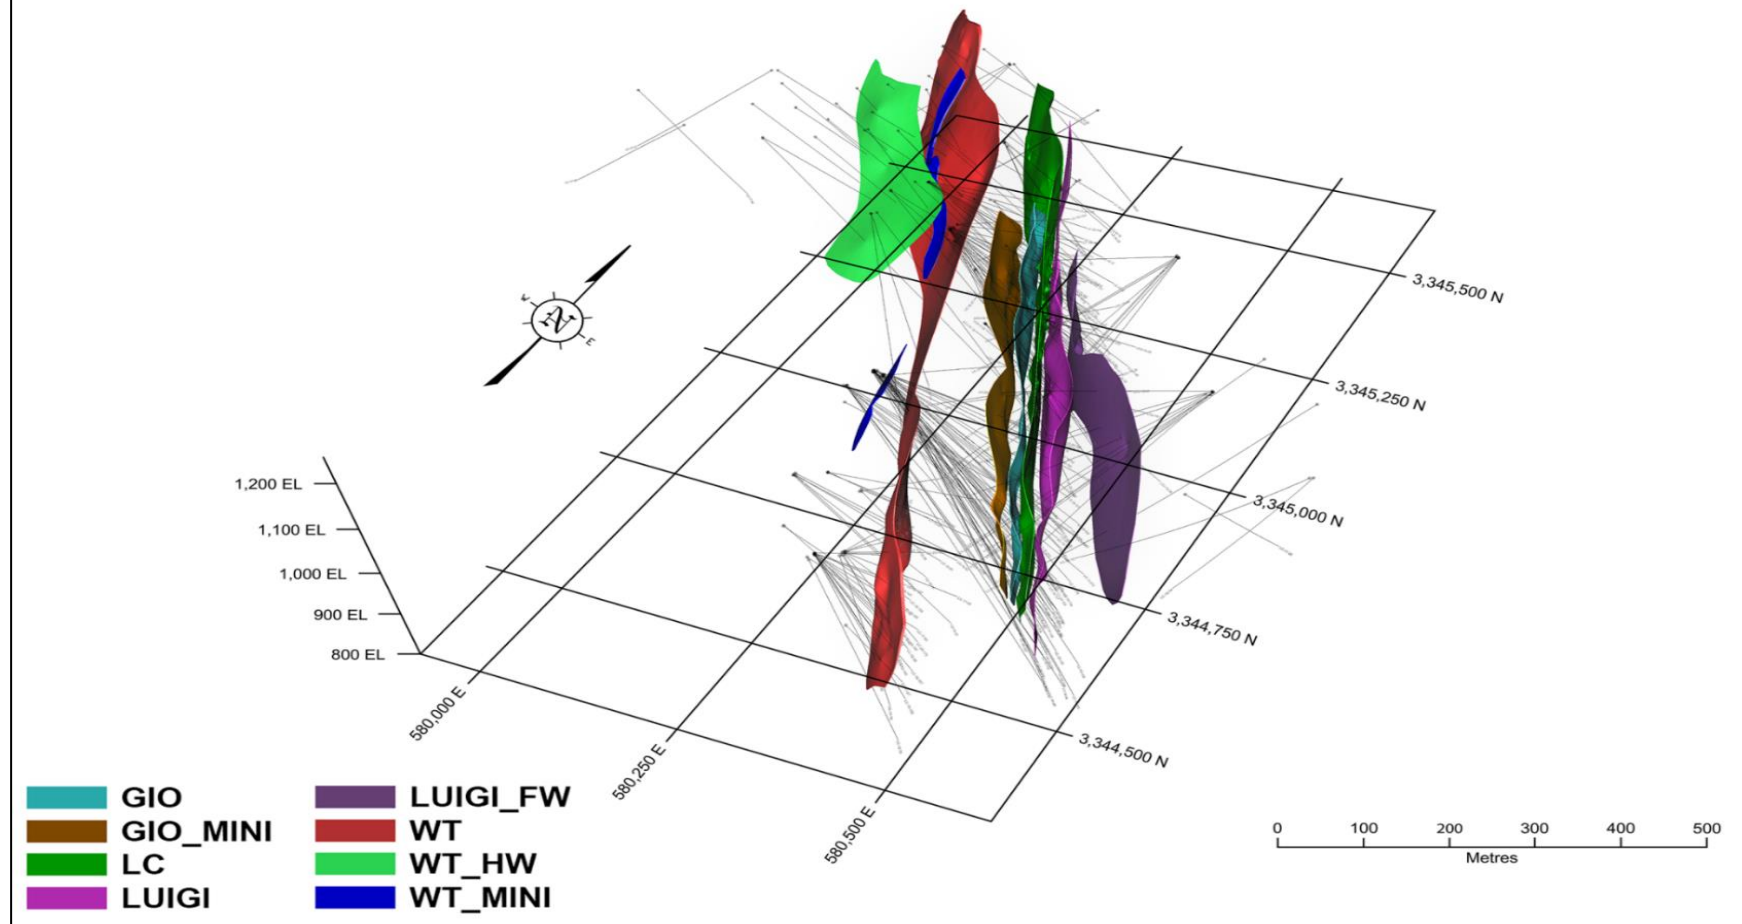 3,345,500 N
3,345,250 N
3,345,000 N
3,344,750 N
3,344,500 N
N
E
1,200 EL
1,100 EL
1,000 EL
900 EL
800 EL
580,000 E
580,250 E
580,500 E
GIO
GIO_MINI
LC
LUIGI
LUIGI_FW
WT
WT_HW
WT_MINI
0 100 200 300 400 500
Metres